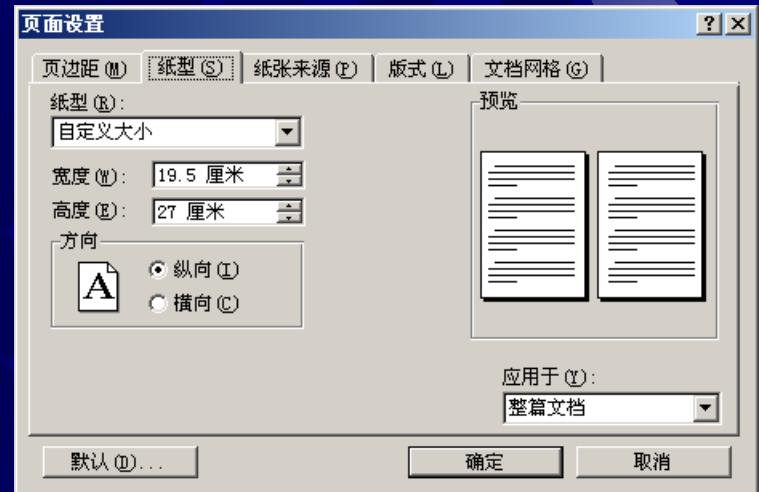 页面设置
页边距(M) 纸型(S) 纸张来源(P) 版式(L) 文档网格(G)
纸型(R):
自定义大小
宽度(W): 19.5 厘米
高度(E): 27 厘米
方向
A
纵向(I)
横向(C)
预览
应用于(Y):
整篇文档
默认(D)... 确定 取消